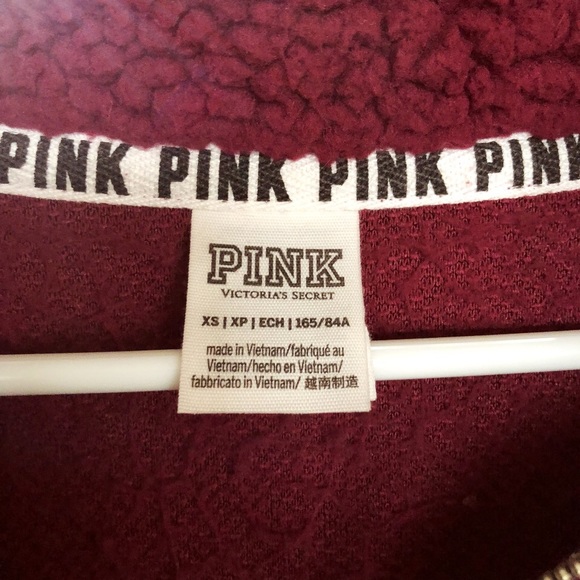 PINK PINK PINK PINK
PINK
VICTORIA'S SECRET
XS | XP | ECH | 165/84A
made in Vietnam/fabriqué au
Vietnam/hecho en Vietnam/
fabbricato in Vietnam/ 越南制造